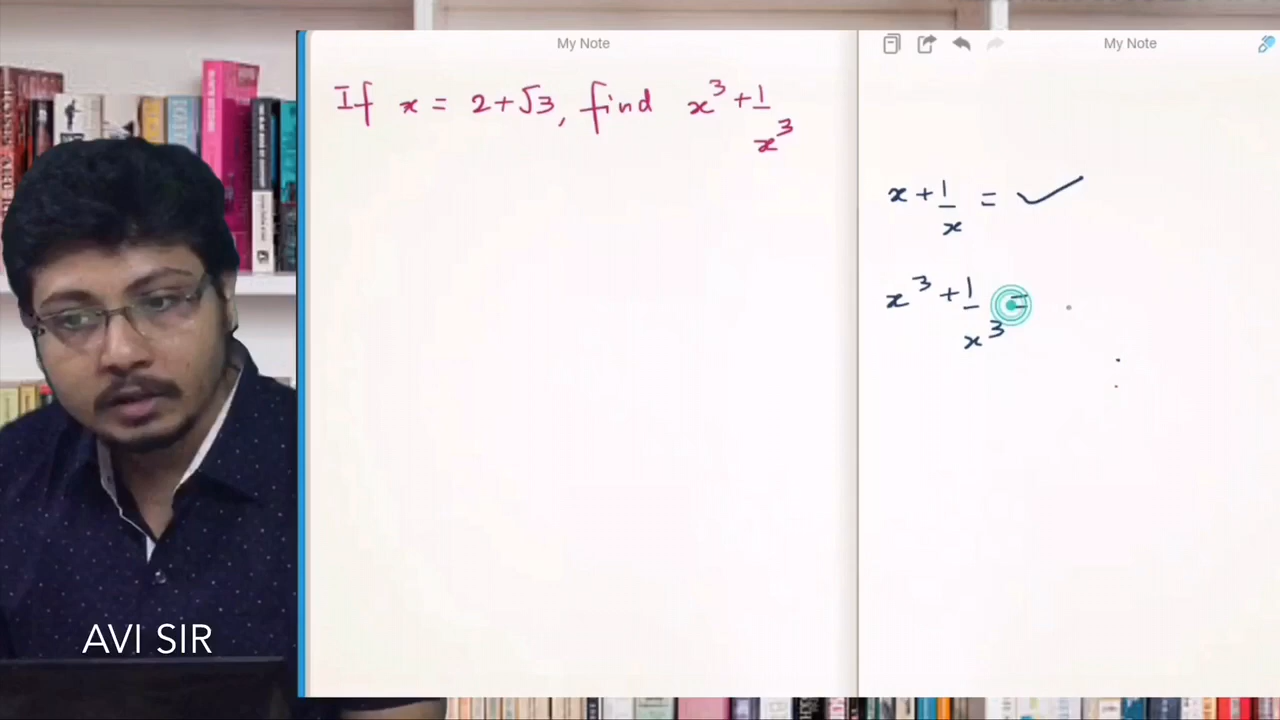 My Note
If x = 2+√3, find x³ + 1/x³
My Note
x + 1/x =
x³ + 1/x³ =
AVI SIR